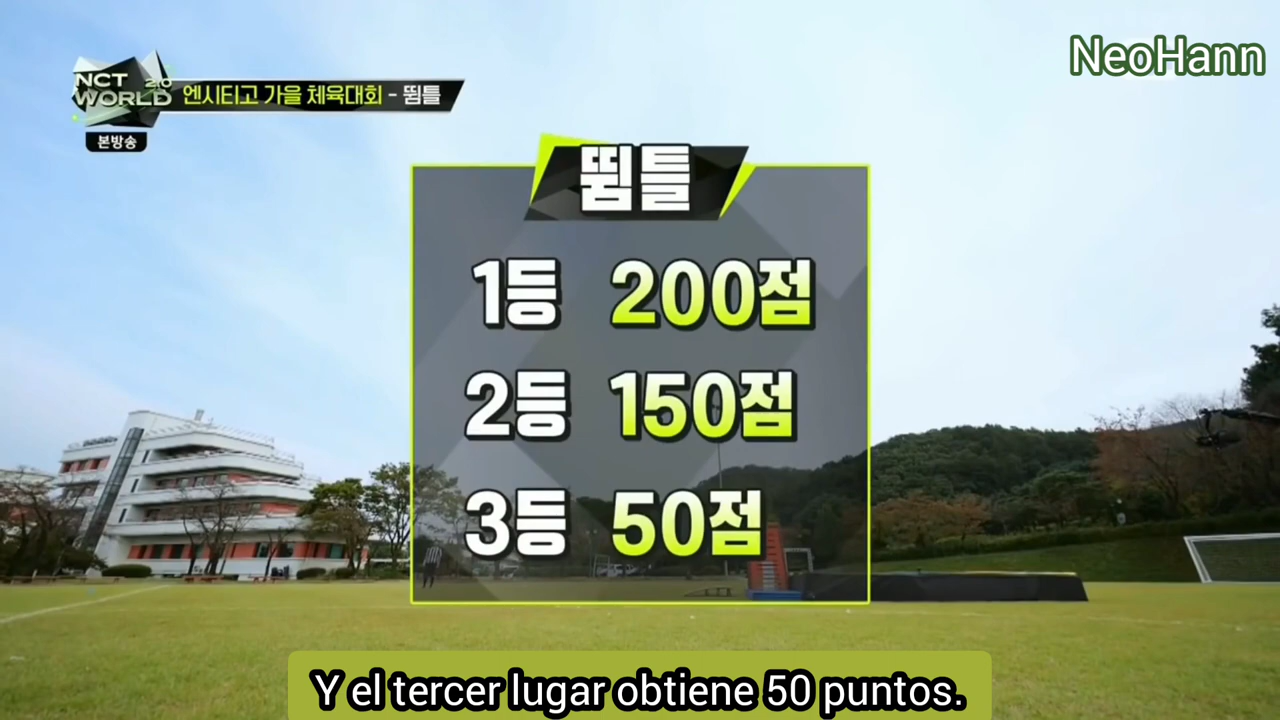 NeoHann
NCT 2.0
WORLD
엔시티고 가을 체육대회 - 뜀틀
본방송
뜀틀
1등 200점
2등 150점
3등 50점
Y el tercer lugar obtiene 50 puntos.